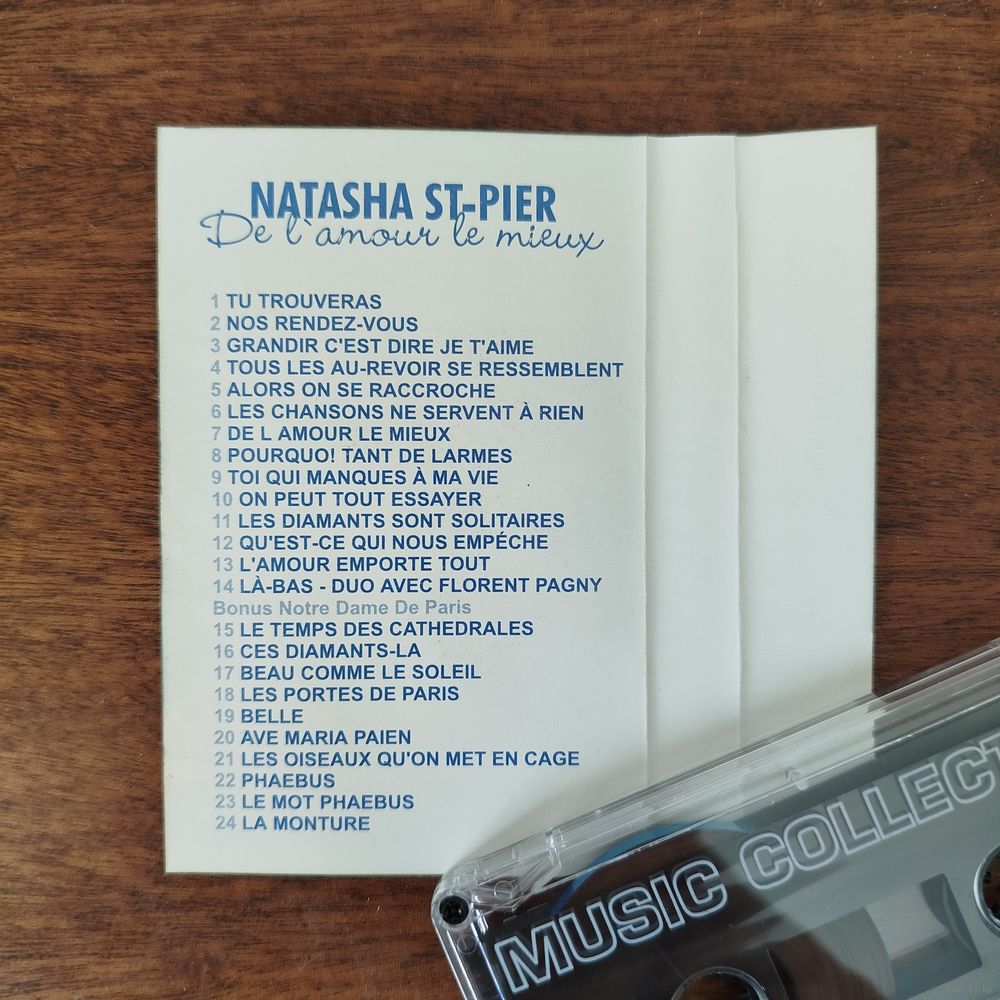 NATASHA ST-PIER
De l`amour le mieux
1 TU TROUVERAS
2 NOS RENDEZ-VOUS
3 GRANDIR C'EST DIRE JE T'AIME
4 TOUS LES AU-REVOIR SE RESSEMBLENT
5 ALORS ON SE RACCROCHE
6 LES CHANSONS NE SERVENT À RIEN
7 DE L AMOUR LE MIEUX
8 POURQUO! TANT DE LARMES
9 TOI QUI MANQUES À MA VIE
10 ON PEUT TOUT ESSAYER
11 LES DIAMANTS SONT SOLITAIRES
12 QU'EST-CE QUI NOUS EMPÉCHE
13 L'AMOUR EMPORTE TOUT
14 LÀ-BAS - DUO AVEC FLORENT PAGNY
Bonus Notre Dame De Paris
15 LE TEMPS DES CATHEDRALES
16 CES DIAMANTS-LA
17 BEAU COMME LE SOLEIL
18 LES PORTES DE PARIS
19 BELLE
20 AVE MARIA PAIEN
21 LES OISEAUX QU'ON MET EN CAGE
22 PHAEBUS
23 LE MOT PHAEBUS
24 LA MONTURE
MUSIC COLLECT